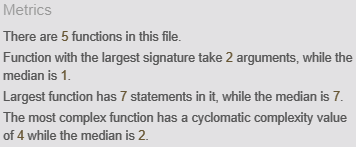 Metrics
There are 5 functions in this file.
Function with the largest signature take 2 arguments, while the
median is 1.
Largest function has 7 statements in it, while the median is 7.
The most complex function has a cyclomatic complexity value
of 4 while the median is 2.